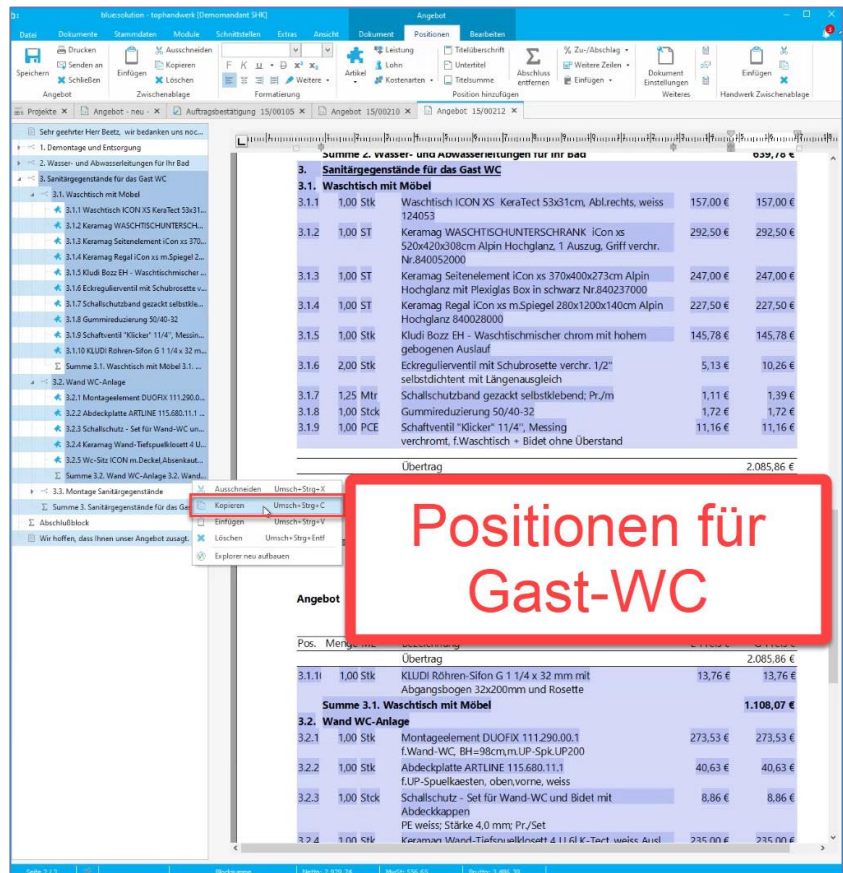 blue:solution - tophandwerk [Demomandant SHK]
Angebot
Datei Dokumente Stammdaten Module Schnittstellen Extras Ansicht Dokument Positionen Bearbeiten
Speichern
Drucken
Senden an
Schließen
Angebot
Einfügen
Ausschneiden
Kopieren
Löschen
Zwischenablage
F K U D x² x₂
Weitere
Formatierung
Artikel
Leistung
Lohn
Kostenarten
Titelüberschrift
Untertitel
Titelsumme
Abschluss entfernen
% Zu-/Abschlag
Weitere Zeilen
Einfügen
Position hinzufügen
Dokument Einstellungen
Weiteres
Einfügen
Handwerk Zwischenablage
Projekte Angebot - neu - Auftragsbestätigung 15/00105 Angebot 15/00210 Angebot 15/00212
Sehr geehrter Herr Beetz, wir bedanken uns noc...
1. Demontage und Entsorgung
2. Wasser- und Abwasserleitungen für Ihr Bad
3. Sanitärgegenstände für das Gast WC
3.1. Waschtisch mit Möbel
3.1.1 Waschtisch ICON XS KeraTect 53x31...
3.1.2 Keramag WASCHTISCHUNTERSCH...
3.1.3 Keramag Seitenelement iCon xs 370...
3.1.4 Keramag Regal iCon xs m.Spiegel 2...
3.1.5 Kludi Bozz EH - Waschtischmischer ...
3.1.6 Eckregulierventil mit Schubrosette v...
3.1.7 Schallschutzband gezackt selbstkle...
3.1.8 Gummireduzierung 50/40-32
3.1.9 Schaftventil "Klicker" 11/4", Messin...
3.1.10 KLUDI Röhren-Sifon G 1 1/4 x 32 m...
Σ Summe 3.1. Waschtisch mit Möbel 3.1. ...
3.2. Wand WC-Anlage
3.2.1 Montageelement DUOFIX 111.290.0...
3.2.2 Abdeckplatte ARTLINE 115.680.11.1 ...
3.2.3 Schallschutz - Set für Wand-WC un...
3.2.4 Keramag Wand-Tiefspuelklosett 4 U...
3.2.5 Wc-Sitz ICON m.Deckel,Absenkaut...
Σ Summe 3.2. Wand WC-Anlage 3.2. Wand...
3.3. Montage Sanitärgegenstände
Σ Summe 3. Sanitärgegenstände für das Gas
Σ Abschlußblock
Wir hoffen, dass Ihnen unser Angebot zusagt.
Ausschneiden Umsch+Strg+X
Kopieren Umsch+Strg+C
Einfügen Umsch+Strg+V
Löschen Umsch+Strg+Entf
Explorer neu aufbauen
Summe 2. Wasser- und Abwasserleitungen für Ihr Bad 639,78 €
3. Sanitärgegenstände für das Gast WC
3.1. Waschtisch mit Möbel
3.1.1 1,00 Stk Waschtisch ICON XS KeraTect 53x31cm, Abl.rechts, weiss 157,00 € 157,00 €
124053
3.1.2 1,00 ST Keramag WASCHTISCHUNTERSCHRANK iCon xs 292,50 € 292,50 €
520x420x308cm Alpin Hochglanz, 1 Auszug, Griff verchr.
Nr.840052000
3.1.3 1,00 ST Keramag Seitenelement iCon xs 370x400x273cm Alpin 247,00 € 247,00 €
Hochglanz mit Plexiglas Box in schwarz Nr.840237000
3.1.4 1,00 ST Keramag Regal iCon xs m.Spiegel 280x1200x140cm Alpin 227,50 € 227,50 €
Hochglanz 840028000
3.1.5 1,00 Stk Kludi Bozz EH - Waschtischmischer chrom mit hohem 145,78 € 145,78 €
gebogenen Auslauf
3.1.6 2,00 Stk Eckregulierventil mit Schubrosette verchr. 1/2" 5,13 € 10,26 €
selbstdichtent mit Längenausgleich
3.1.7 1,25 Mtr Schallschutzband gezackt selbstklebend; Pr./m 1,11 € 1,39 €
3.1.8 1,00 Stck Gummireduzierung 50/40-32 1,72 € 1,72 €
3.1.9 1,00 PCE Schaftventil "Klicker" 11/4", Messing 11,16 € 11,16 €
verchromt, f.Waschtisch + Bidet ohne Überstand
Übertrag 2.085,86 €
Positionen für
Gast-WC
Angebot
Pos. Menge
Übertrag 2.085,86 €
3.1.10 1,00 Stk KLUDI Röhren-Sifon G 1 1/4 x 32 mm mit 13,76 € 13,76 €
Abgangsbogen 32x200mm und Rosette
Summe 3.1. Waschtisch mit Möbel 1.108,07 €
3.2. Wand WC-Anlage
3.2.1 1,00 Stk Montageelement DUOFIX 111.290.00.1 273,53 € 273,53 €
f.Wand-WC, BH=98cm,m.UP-Spk.UP200
3.2.2 1,00 Stk Abdeckplatte ARTLINE 115.680.11.1 40,63 € 40,63 €
f.UP-Spuelkaesten, oben,vorne, weiss
3.2.3 1,00 Stck Schallschutz - Set für Wand-WC und Bidet mit 8,86 € 8,86 €
Abdeckkappen
PE weiss; Stärke 4,0 mm; Pr./Set
3.2.4 1,00 Stk Keramag Wand-Tiefspuelklosett 4 U 6l K-Tect, weiss Ausl 235,00 € 235,00 €